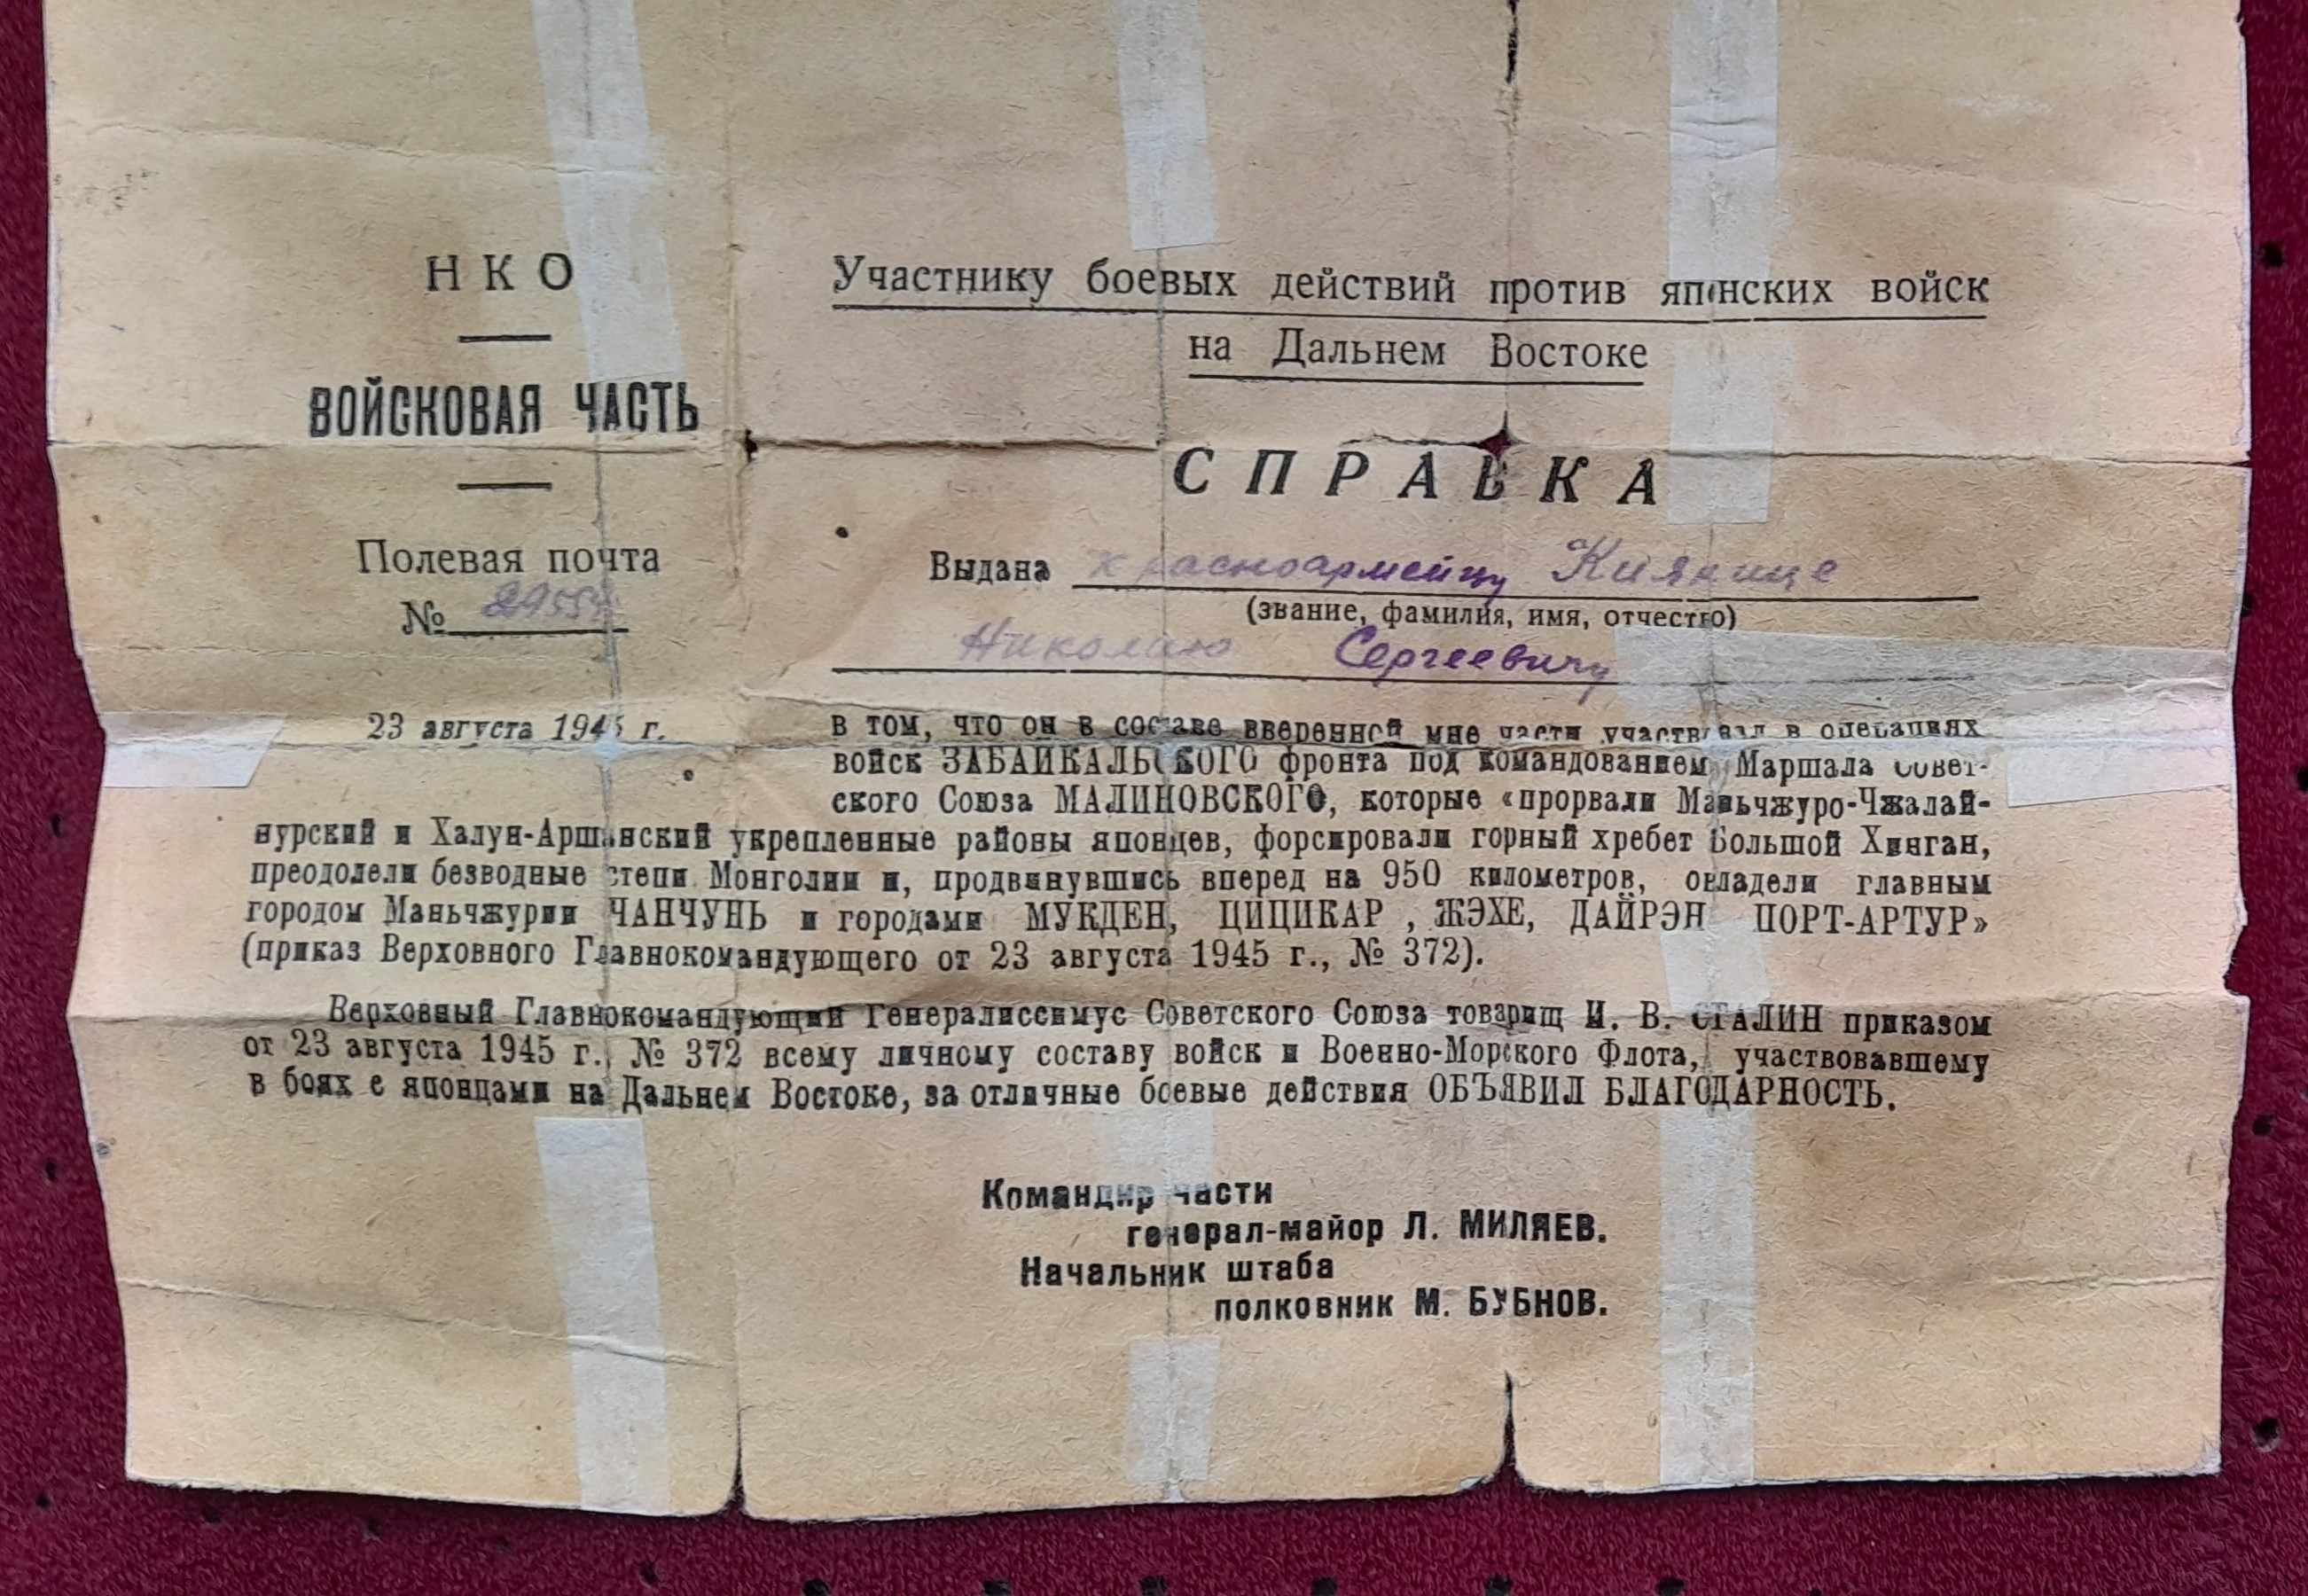 НКО
ВОЙСКОВАЯ ЧАСТЬ
Полевая почта
№
23 августа 1945 г.
Участнику боевых действий против японских войск
на Дальнем Востоке
СПРАВКА
Выдана красноармейцу Киянице
(звание, фамилия, имя, отчество)
Николаю Сергеевичу
в том, что он в составе вверенной мне части участвовал в операциях
войск ЗАБАЙКАЛЬСКОГО фронта под командованием Маршала Совет-
ского Союза МАЛИНОВСКОГО, которые «прорвали Маньчжуро-Чжалай-
нурский и Халун-Аршанский укрепленные районы японцев, форсировали горный хребет Большой Хинган,
преодолели безводные степи Монголии и, продвинувшись вперед на 950 километров, овладели главным
городом Маньчжурии ЧАНЧУНЬ и городами МУКДЕН, ЦИЦИКАР, ЖЭХЕ, ДАЙРЭН ПОРТ-АРТУР»
(приказ Верховного Главнокомандующего от 23 августа 1945 г., № 372).
Верховный Главнокомандующий Генералиссимус Советского Союза товарищ И. В. СТАЛИН приказом
от 23 августа 1945 г., № 372 всему личному составу войск и Военно-Морского Флота, участвовавшему
в боях с японцами на Дальнем Востоке, за отличные боевые действия ОБЪЯВИЛ БЛАГОДАРНОСТЬ.
Командир части
генерал-майор Л. МИЛЯЕВ.
Начальник штаба
полковник М. БУБНОВ.